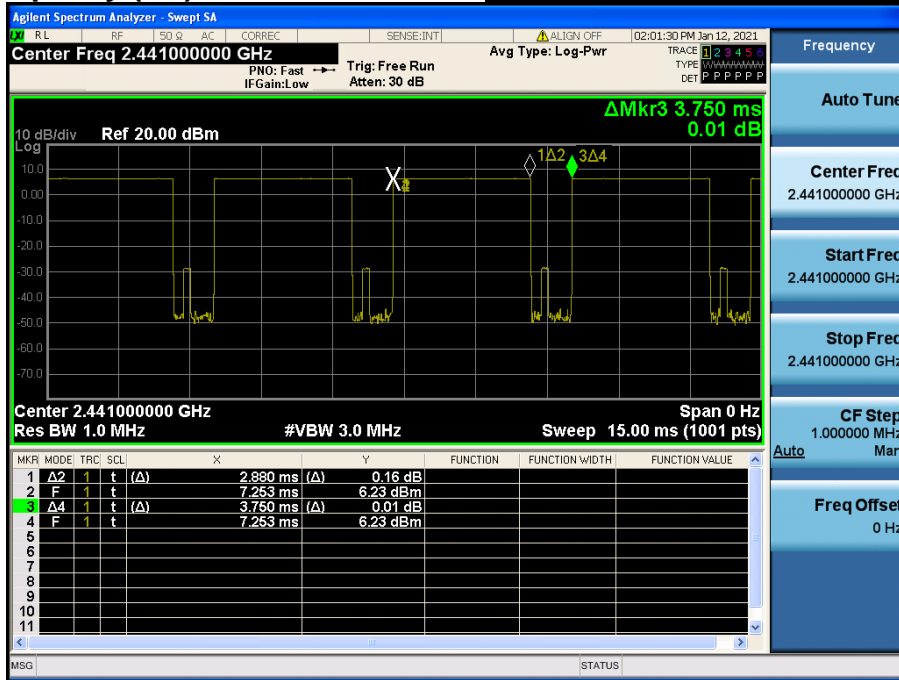 Agilent Spectrum Analyzer - Swept SA
LXI RL RF 50 Ω AC CORREC SENSE:INT ALIGN OFF 02:01:30 PM Jan 12, 2021
Center Freq 2.441000000 GHz
PNO: Fast
IFGain:Low
Trig: Free Run
Atten: 30 dB
Avg Type: Log-Pwr
TRACE 1 2 3 4 5 6
TYPE
DET P P P P P P
ΔMkr3 3.750 ms
0.01 dB
10 dB/div Ref 20.00 dBm
Log
10.0
0.00
-10.0
-20.0
-30.0
-40.0
-50.0
-60.0
-70.0
X
1Δ2
3Δ4
Center 2.441000000 GHz
Span 0 Hz
Res BW 1.0 MHz
#VBW 3.0 MHz
Sweep 15.00 ms (1001 pts)
MKR MODE TRC SCL X Y FUNCTION FUNCTION WIDTH FUNCTION VALUE
1 Δ2 1 t (Δ) 2.880 ms (Δ) 0.16 dB
2 F 1 t 7.253 ms 6.23 dBm
3 Δ4 1 t (Δ) 3.750 ms (Δ) 0.01 dB
4 F 1 t 7.253 ms 6.23 dBm
5
6
7
8
9
10
11
MSG
STATUS
Frequency
Auto Tune
Center Freq
2.441000000 GHz
Start Freq
2.441000000 GHz
Stop Freq
2.441000000 GHz
CF Step
1.000000 MHz
Auto Man
Freq Offset
0 Hz